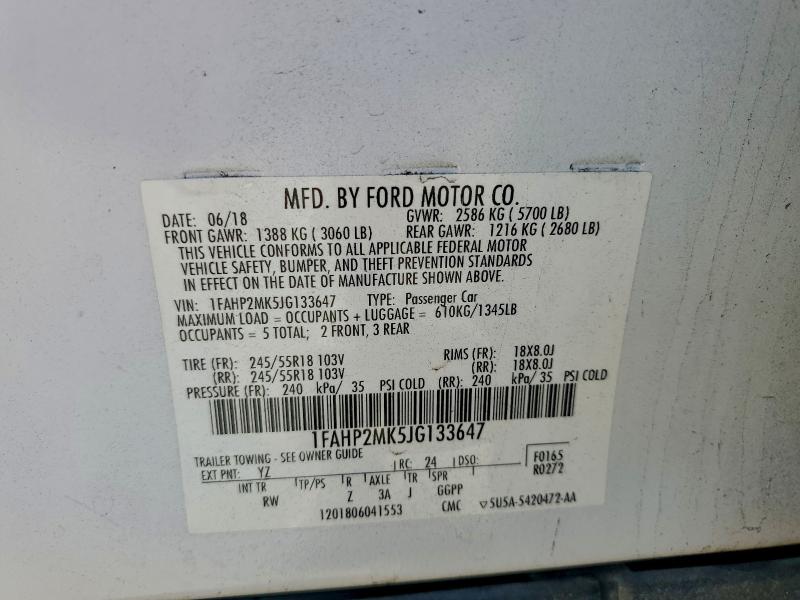 MFD. BY FORD MOTOR CO.
DATE: 06/18 GVWR: 2586 KG ( 5700 LB)
FRONT GAWR: 1388 KG ( 3060 LB) REAR GAWR: 1216 KG ( 2680 LB)
THIS VEHICLE CONFORMS TO ALL APPLICABLE FEDERAL MOTOR
VEHICLE SAFETY, BUMPER, AND THEFT PREVENTION STANDARDS
IN EFFECT ON THE DATE OF MANUFACTURE SHOWN ABOVE.
VIN: 1FAHP2MK5JG133647 TYPE: Passenger Car
MAXIMUM LOAD = OCCUPANTS + LUGGAGE = 610KG/1345LB
OCCUPANTS = 5 TOTAL; 2 FRONT, 3 REAR
TIRE (FR): 245/55R18 103V RIMS (FR): 18X8.0J
(RR): 245/55R18 103V (RR): 18X8.0J
PRESSURE (FR): 240 kPa/ 35 PSI COLD (RR): 240 kPa/ 35 PSI COLD
1FAHP2MK5JG133647
TRAILER TOWING - SEE OWNER GUIDE
EXT PNT: YZ RC: 24 DSO: F0165
R0272
INT TR TP/PS R AXLE TR SPR
RW Z 3A J GGPP
1201806041553 CMC ▽5U5A-5420472-AA